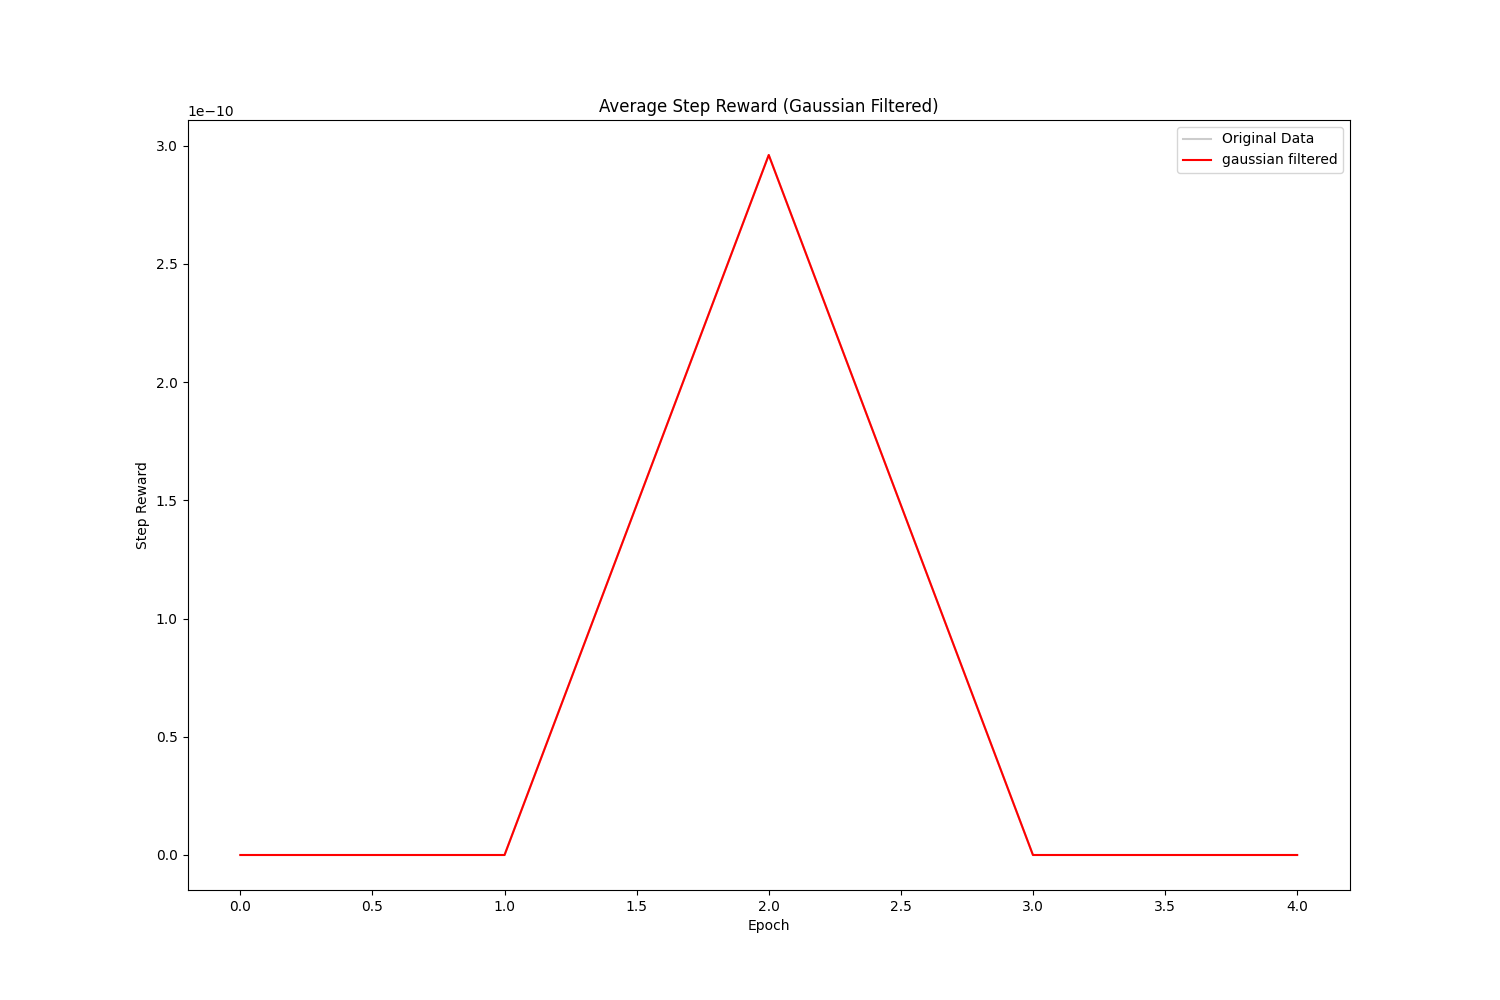 Average Step Reward (Gaussian Filtered)
1e−10
Original Data
gaussian filtered
3.0
2.5
2.0
1.5
1.0
0.5
0.0
Step Reward
0.0 0.5 1.0 1.5 2.0 2.5 3.0 3.5 4.0
Epoch